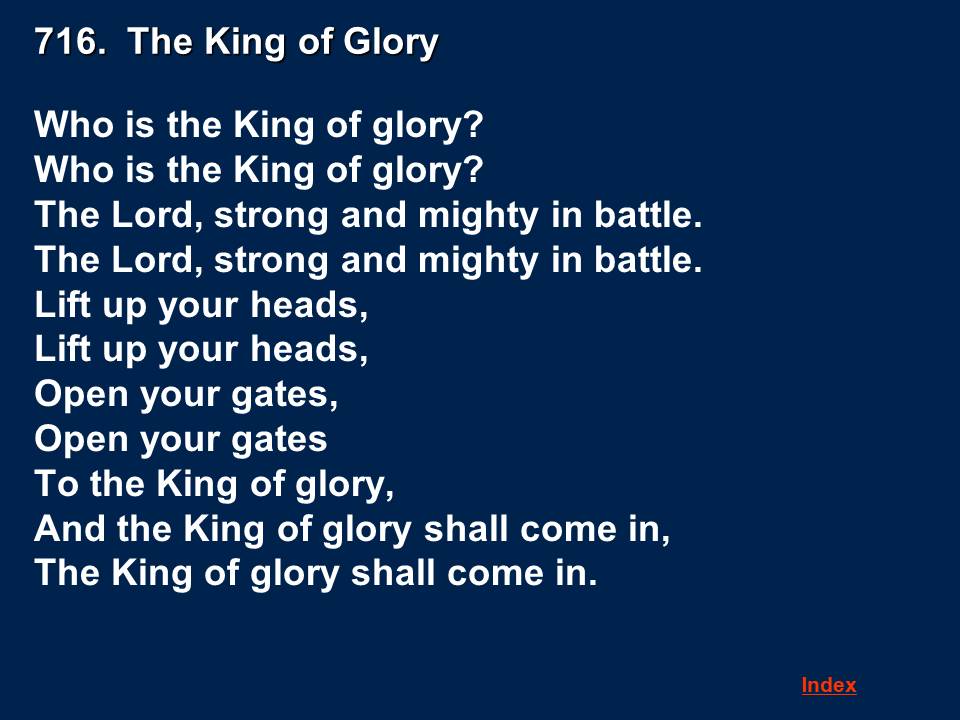 716.  The King of Glory
Who is the King of glory?
Who is the King of glory?
The Lord, strong and mighty in battle.
The Lord, strong and mighty in battle.
Lift up your heads,
Lift up your heads,
Open your gates,
Open your gates
To the King of glory,
And the King of glory shall come in,
The King of glory shall come in.
Index